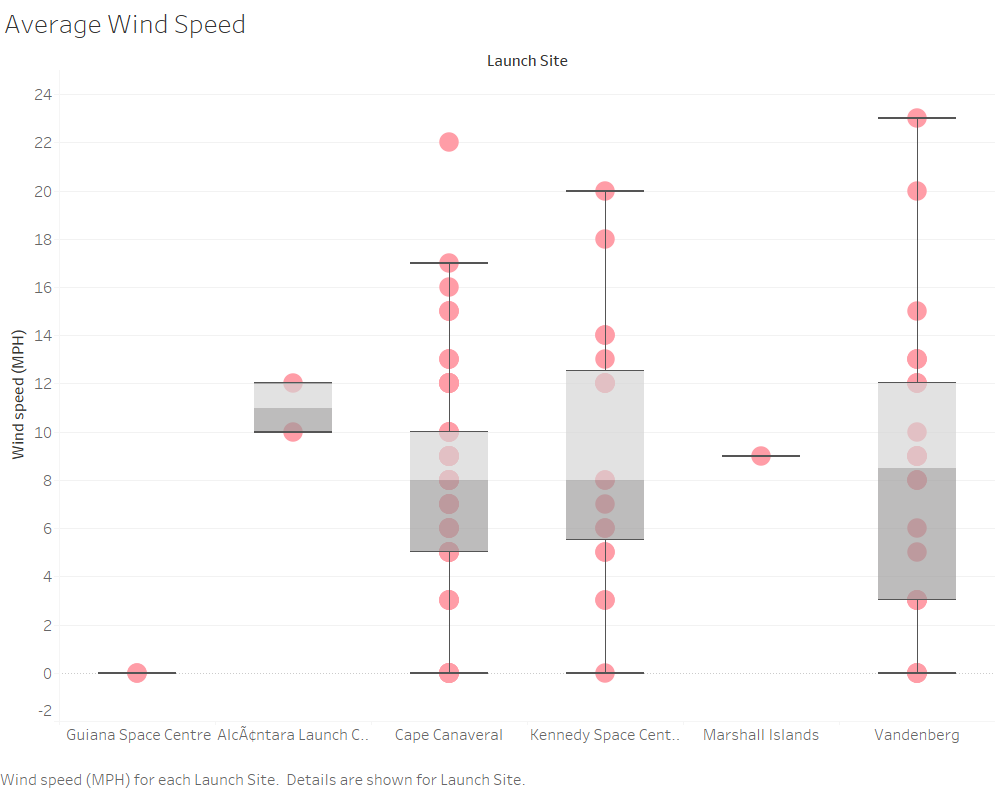 Average Wind Speed
Launch Site
24
22
20
18
16
14
12
10
8
6
4
2
0
-2
Wind speed (MPH)
Guiana Space Centre AlcÃ¢ntara Launch C.. Cape Canaveral Kennedy Space Cent.. Marshall Islands Vandenberg
Wind speed (MPH) for each Launch Site. Details are shown for Launch Site.